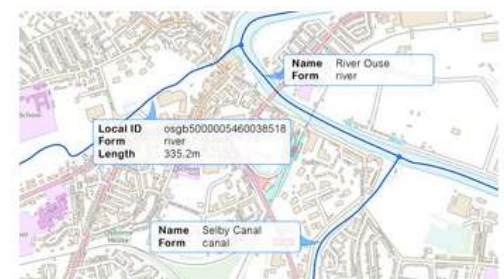 Name River Ouse
Form river
Local ID osgb5000005460038518
Form river
Length 335.2m
Name Selby Canal
Form canal